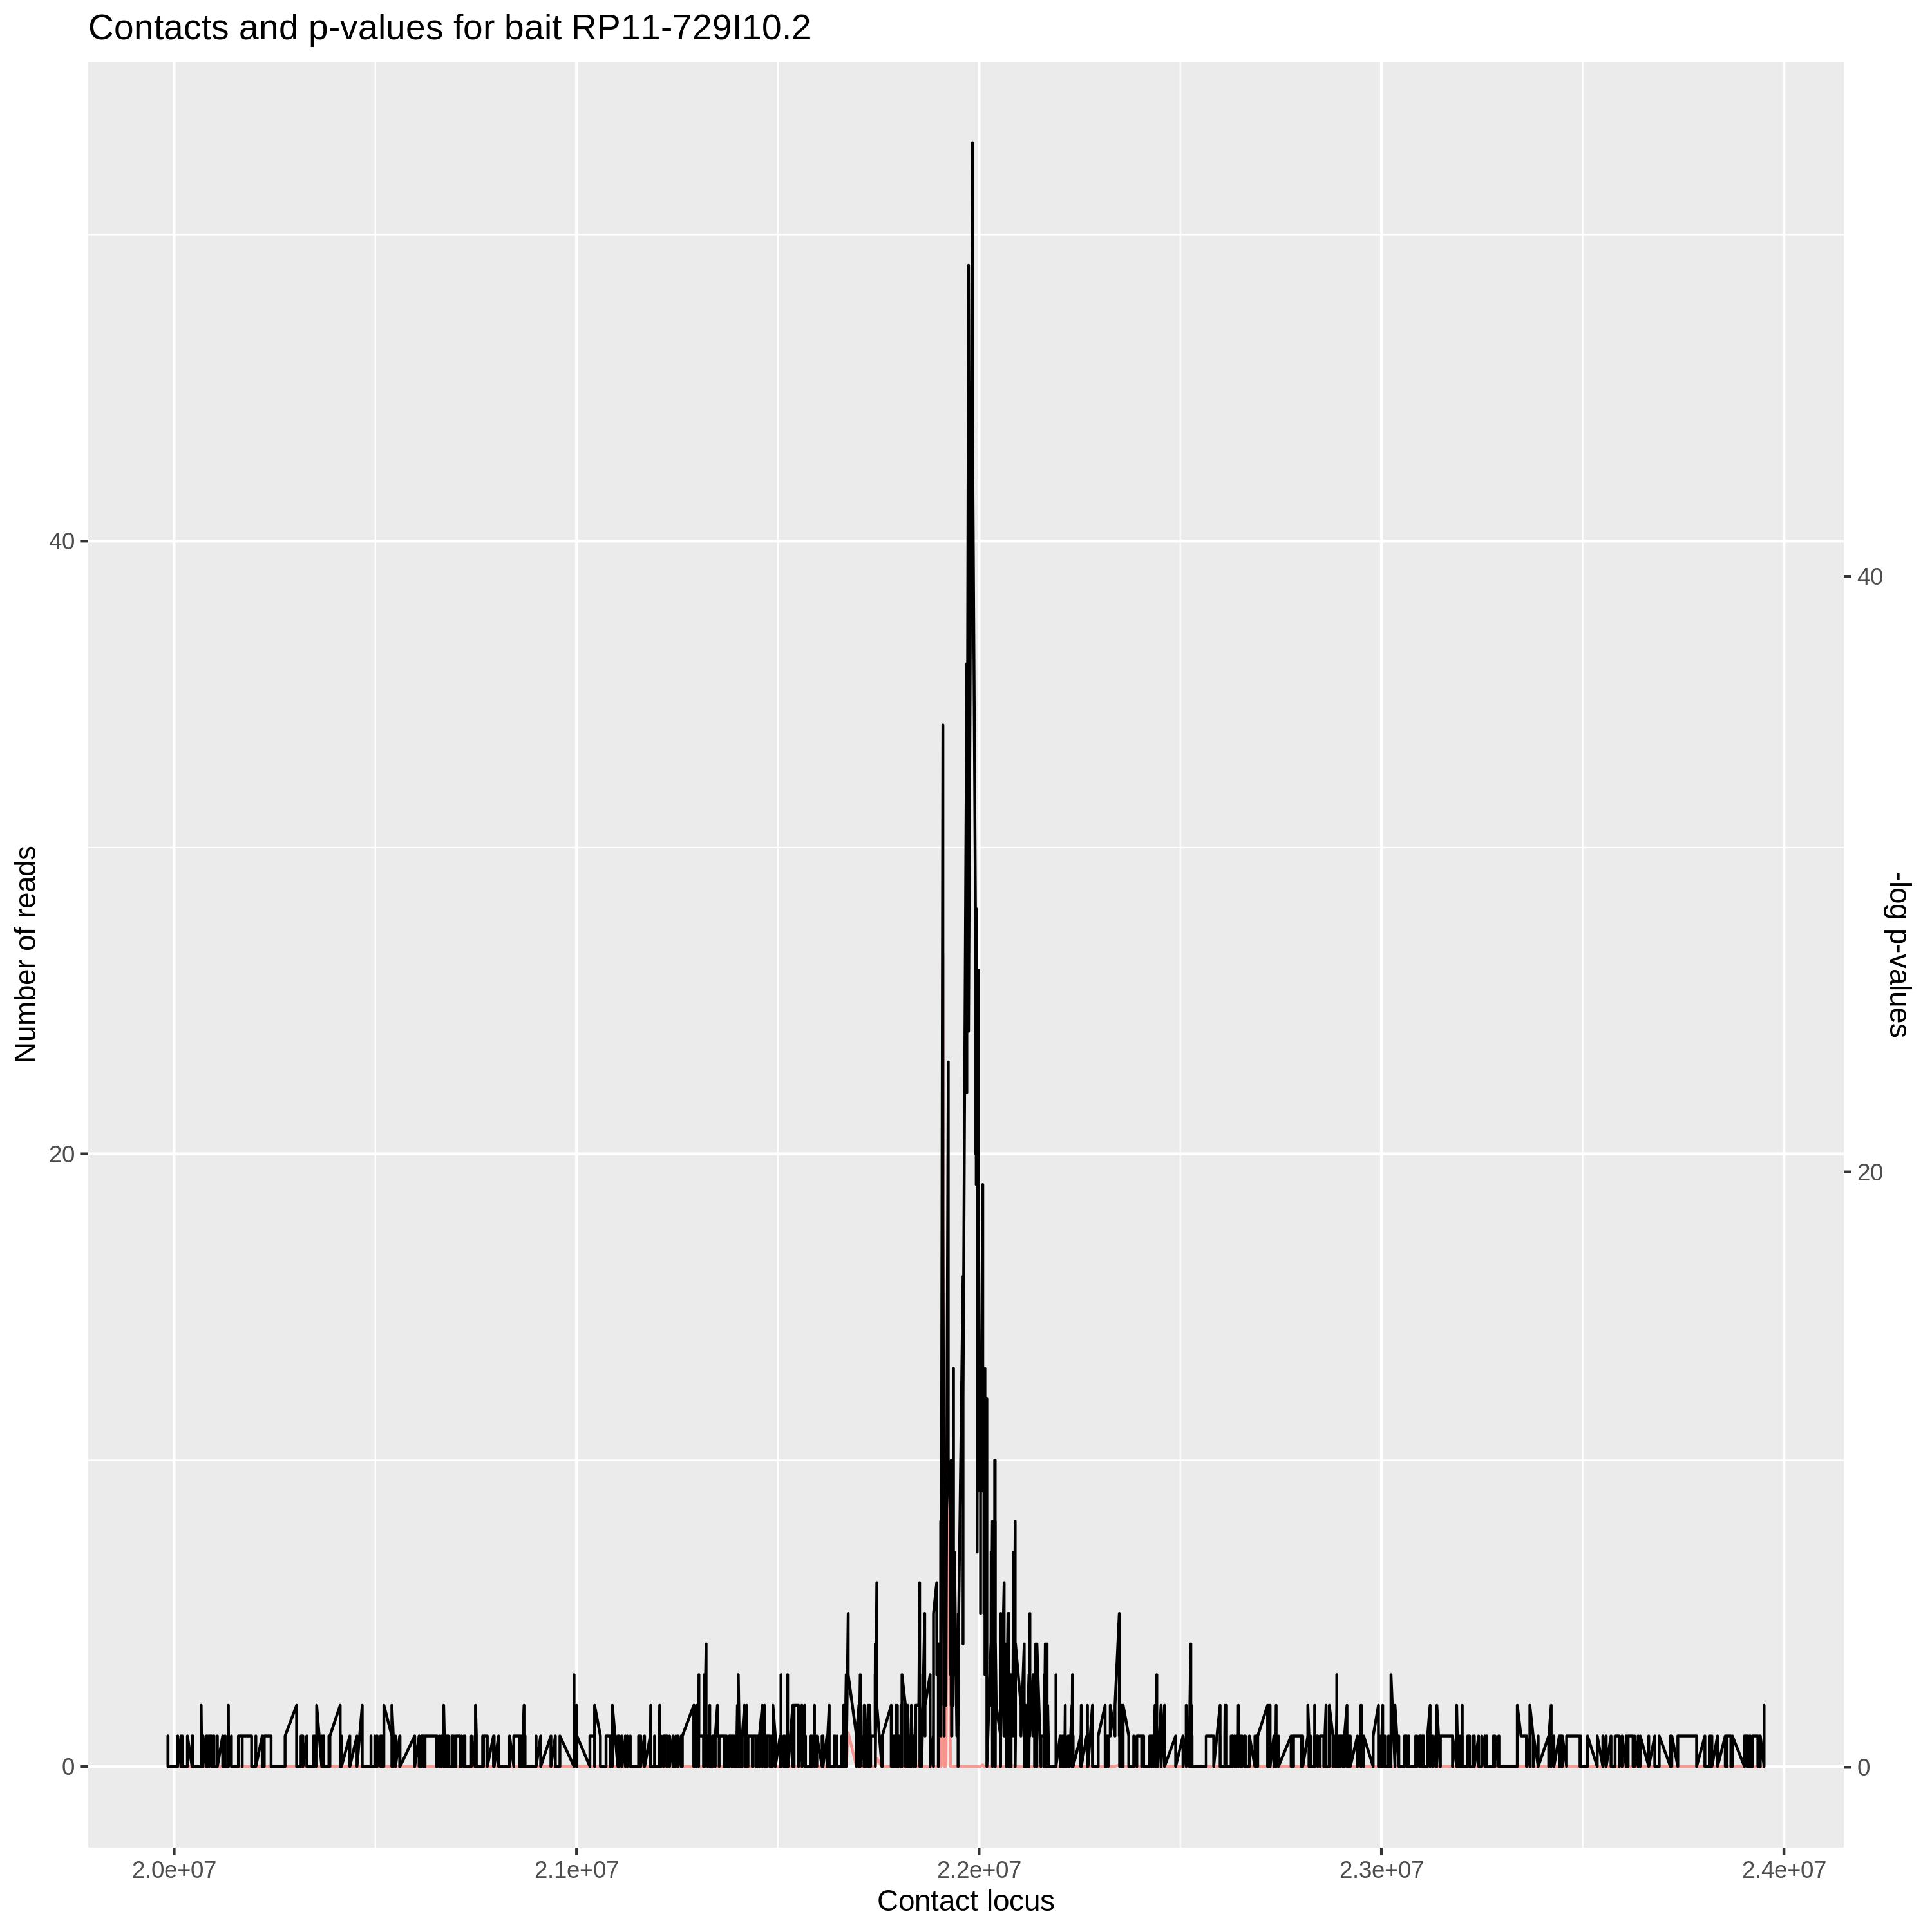 Contacts and p-values for bait RP11-729I10.2
Number of reads
40
20
0
40
20
0
-log p-values
2.0e+07
2.1e+07
2.2e+07
2.3e+07
2.4e+07
Contact locus